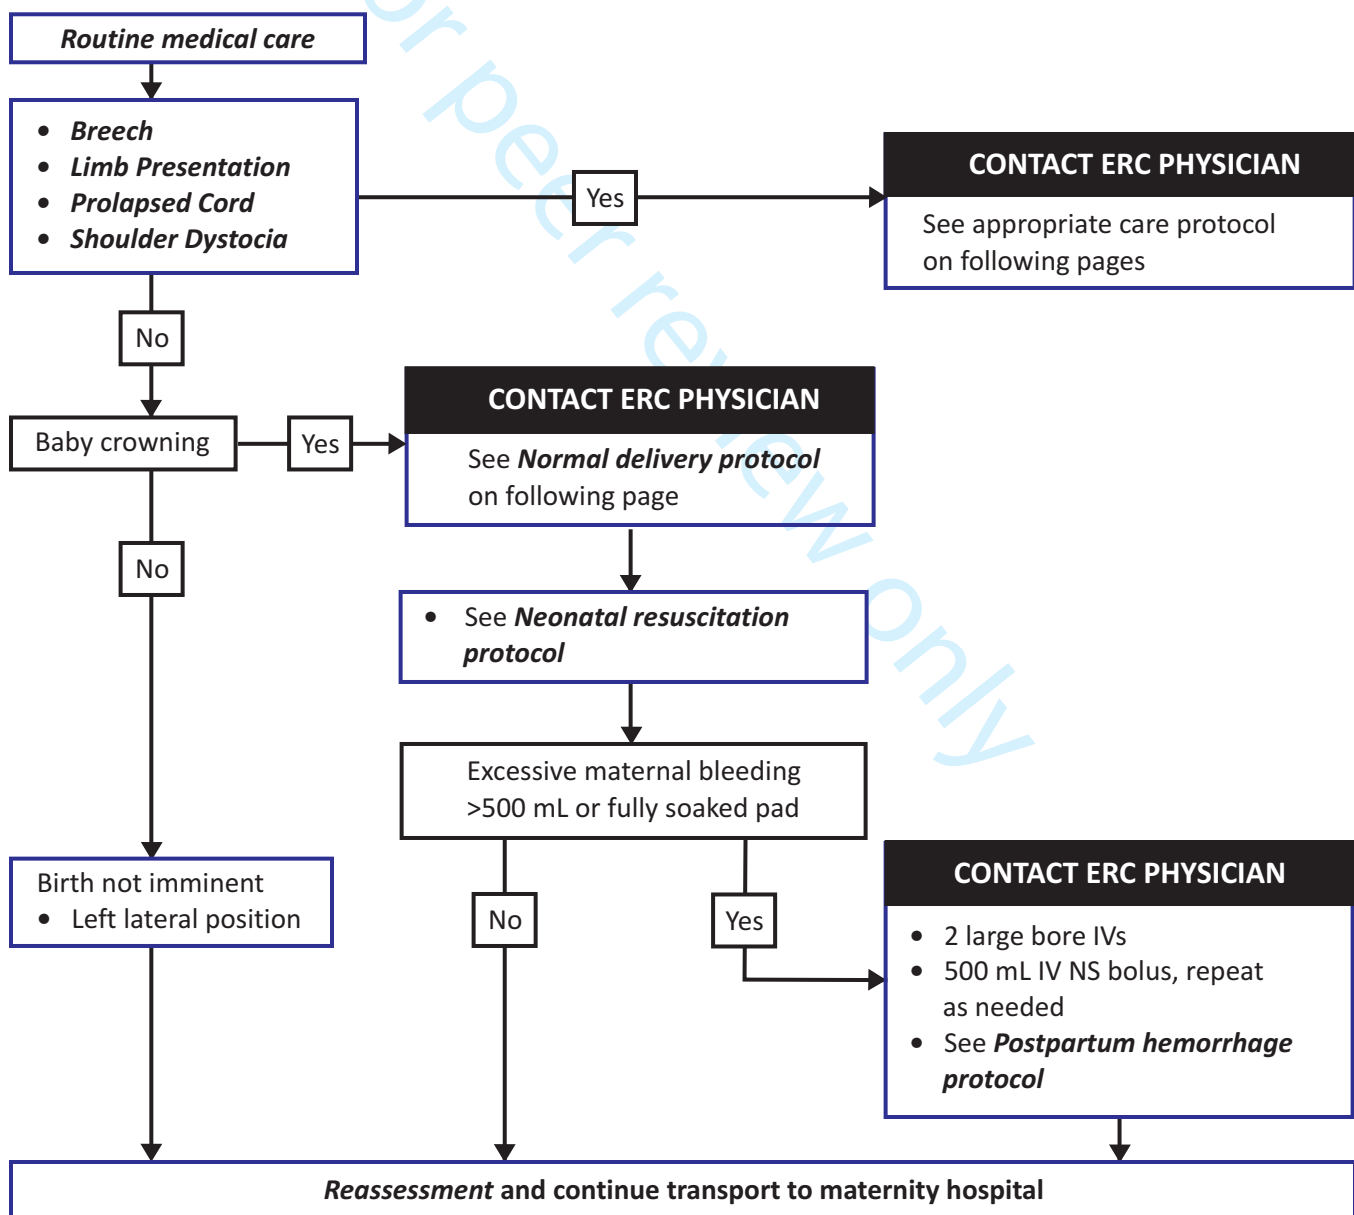 Routine medical care
• Breech
• Limb Presentation
• Prolapsed Cord
• Shoulder Dystocia
Yes
CONTACT ERC PHYSICIAN
See appropriate care protocol
on following pages
No
Baby crowning
Yes
CONTACT ERC PHYSICIAN
See Normal delivery protocol
on following page
No
• See Neonatal resuscitation
protocol
Excessive maternal bleeding
>500 mL or fully soaked pad
Birth not imminent
• Left lateral position
No
Yes
CONTACT ERC PHYSICIAN
• 2 large bore IVs
• 500 mL IV NS bolus, repeat
as needed
• See Postpartum hemorrhage
protocol
Reassessment and continue transport to maternity hospital
or peer review only